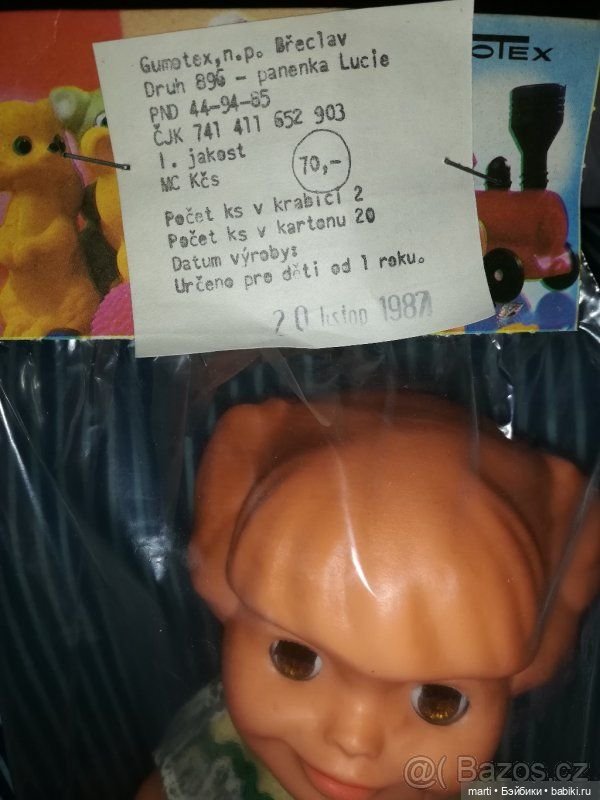 Gumotex,n.p. Břeclav
Druh 896 - panenka Lucie
PND 44-94-85
ČJK 741 411 652 903
I. jakost
MC Kčs 70,-
Počet ks v krabici 2
Počet ks v kartonu 20
Datum výroby:
Určeno pro děti od 1 roku.
20 listop 1987
OTEX
@( Bazos.cz
marti • Бэйбики • babiki.ru